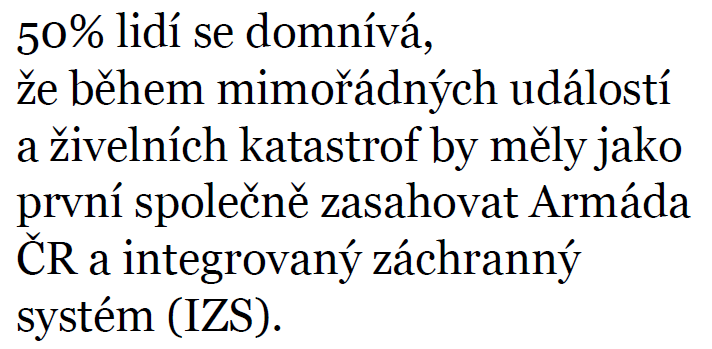 50% lidí se domnívá,
že během mimořádných událostí
a živelních katastrof by měly jako
první společně zasahovat Armáda
ČR a integrovaný záchranný
systém (IZS).